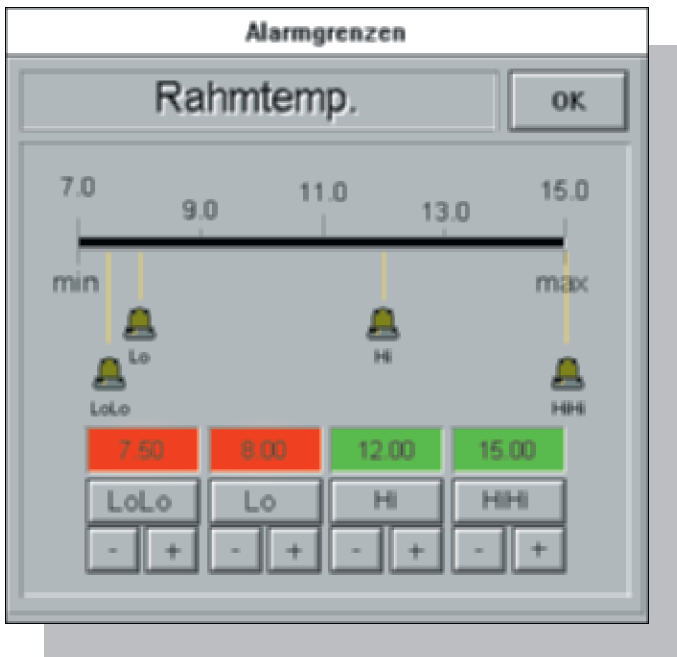 Alarmgrenzen
Rahmtemp. OK
7.0 9.0 11.0 13.0 15.0
min max
Lo Hi
LoLo HiHi
7.50 8.00 12.00 15.00
LoLo Lo Hi HiHi
- + - + - + - +